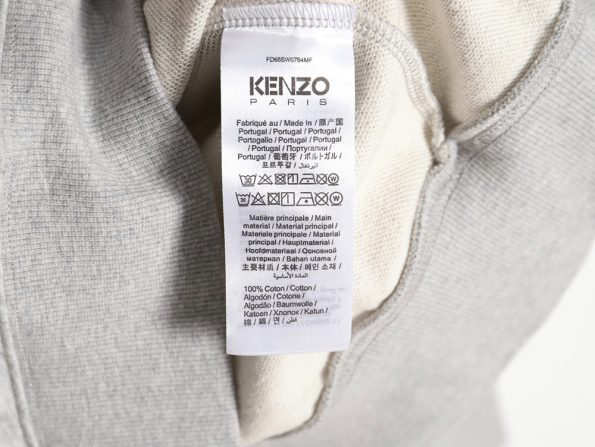 FD65SW0754MF
KENZO
PARIS
Fabriqué au / Made in / 原产国
Portugal / Portugal / Portugal /
Portogallo / Portugal / Portugal
/ Portugal / Португалии /
Portugal / 葡萄牙 / ポルトガル /
포르투갈 / البرتغال
Matière principale / Main
material / Material principal /
Materiale principale / Material
principal / Hauptmaterial /
Hoofdmateriaal / Основной
материал / Bahan utama /
主要材质 / 本体 / 메인 소재 /
المادة الأساسية
100% Coton / Cotton /
Algodón / Cotone /
Algodão / Baumwolle /
Katoen / Хлопок / Katun /
棉 / 綿 / 면 / قطن